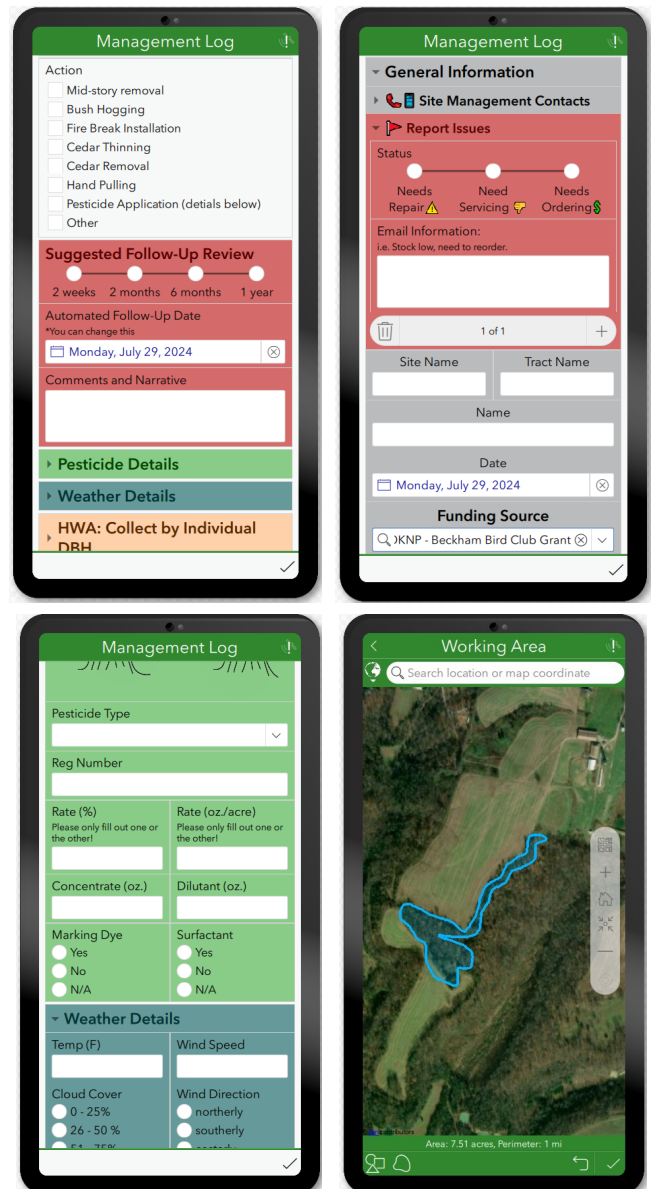 Management Log
Action
Mid-story removal
Bush Hogging
Fire Break Installation
Cedar Thinning
Cedar Removal
Hand Pulling
Pesticide Application (detials below)
Other
Suggested Follow-Up Review
2 weeks 2 months 6 months 1 year
Automated Follow-Up Date
*You can change this
Monday, July 29, 2024
Comments and Narrative
Pesticide Details
Weather Details
HWA: Collect by Individual
DBH
Management Log
General Information
Site Management Contacts
Report Issues
Status
Needs Need Needs
Repair Servicing Ordering
Email Information:
i.e. Stock low, need to reorder.
1 of 1
Site Name Tract Name
Name
Date
Monday, July 29, 2024
Funding Source
OKNP - Beckham Bird Club Grant
Management Log
Pesticide Type
Reg Number
Rate (%) Rate (oz./acre)
Please only fill out one or Please only fill out one or
the other! the other!
Concentrate (oz.) Dilutant (oz.)
Marking Dye Surfactant
Yes Yes
No No
N/A N/A
Weather Details
Temp (F) Wind Speed
Cloud Cover Wind Direction
0 - 25% northerly
26 - 50 % southerly
51 - 75%
Working Area
Search location or map coordinate
Area: 7.51 acres, Perimeter: 1 mi